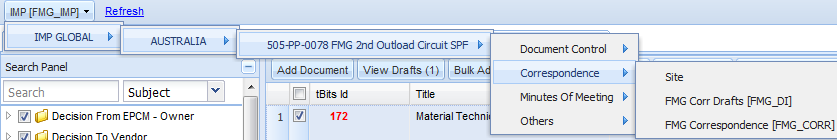 IMP [FMG_IMP] Refresh
IMP GLOBAL
AUSTRALIA
505-PP-0078 FMG 2nd Outload Circuit SPF
Document Control
Correspondence
Minutes Of Meeting
Others
Site
FMG Corr Drafts [FMG_DI]
FMG Correspondence [FMG_CORR]
Search Panel
Search Subject
Decision From EPCM - Owner
Decision To Vendor
Add Document View Drafts (1) Bulk Ad
tBits Id Title
1 172 Material Technic